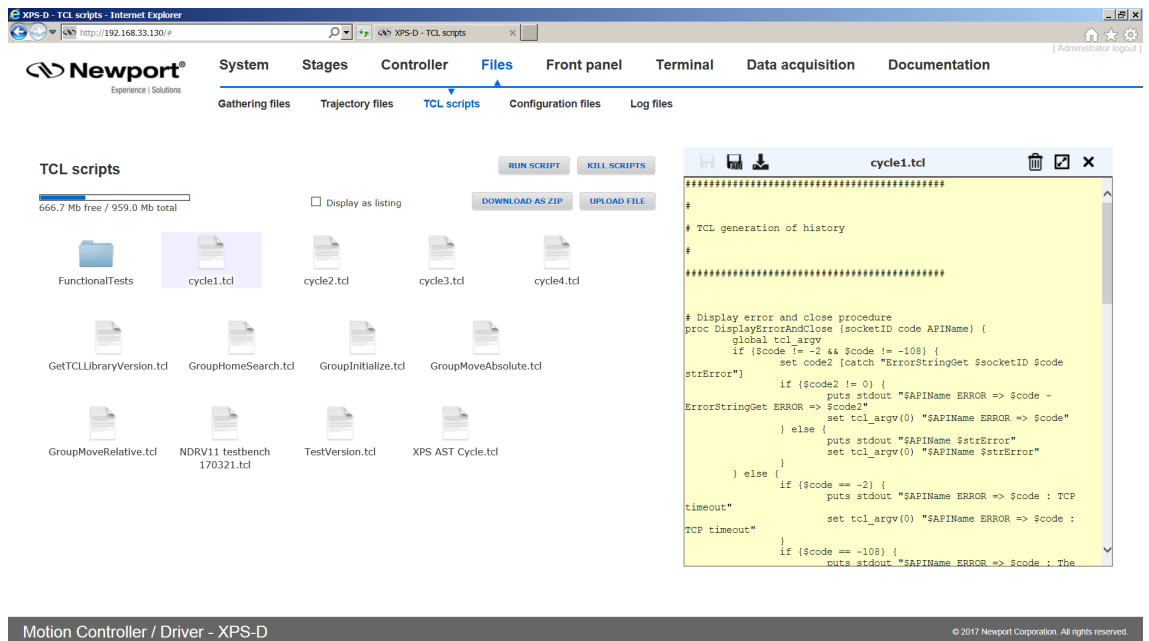 XPS-D - TCL scripts - Internet Explorer
http://192.168.33.130/#
XPS-D - TCL scripts
[ Administrator logout ]
Newport®
Experience | Solutions
System Stages Controller Files Front panel Terminal Data acquisition Documentation
Gathering files Trajectory files TCL scripts Configuration files Log files
TCL scripts
RUN SCRIPT KILL SCRIPTS
666.7 Mb free / 959.0 Mb total
Display as listing
DOWNLOAD AS ZIP UPLOAD FILE
FunctionalTests cycle1.tcl cycle2.tcl cycle3.tcl cycle4.tcl
GetTCLLibraryVersion.tcl GroupHomeSearch.tcl GroupInitialize.tcl GroupMoveAbsolute.tcl
GroupMoveRelative.tcl NDRV11 testbench 170321.tcl TestVersion.tcl XPS AST Cycle.tcl
cycle1.tcl
############################################
#
# TCL generation of history
#
############################################
# Display error and close procedure
proc DisplayErrorAndClose {socketID code APIName} {
global tcl_argv
if {$code != -2 && $code != -108} {
set code2 [catch "ErrorStringGet $socketID $code
strError"]
if {$code2 != 0} {
puts stdout "$APIName ERROR => $code -
ErrorStringGet ERROR => $code2"
set tcl_argv(0) "$APIName ERROR => $code"
} else {
puts stdout "$APIName $strError"
set tcl_argv(0) "$APIName $strError"
}
} else {
if {$code == -2} {
puts stdout "$APIName ERROR => $code : TCP
timeout"
set tcl_argv(0) "$APIName ERROR => $code :
TCP timeout"
}
if {$code == -108} {
puts stdout "$APIName ERROR => $code : The
Motion Controller / Driver - XPS-D
© 2017 Newport Corporation. All rights reserved.